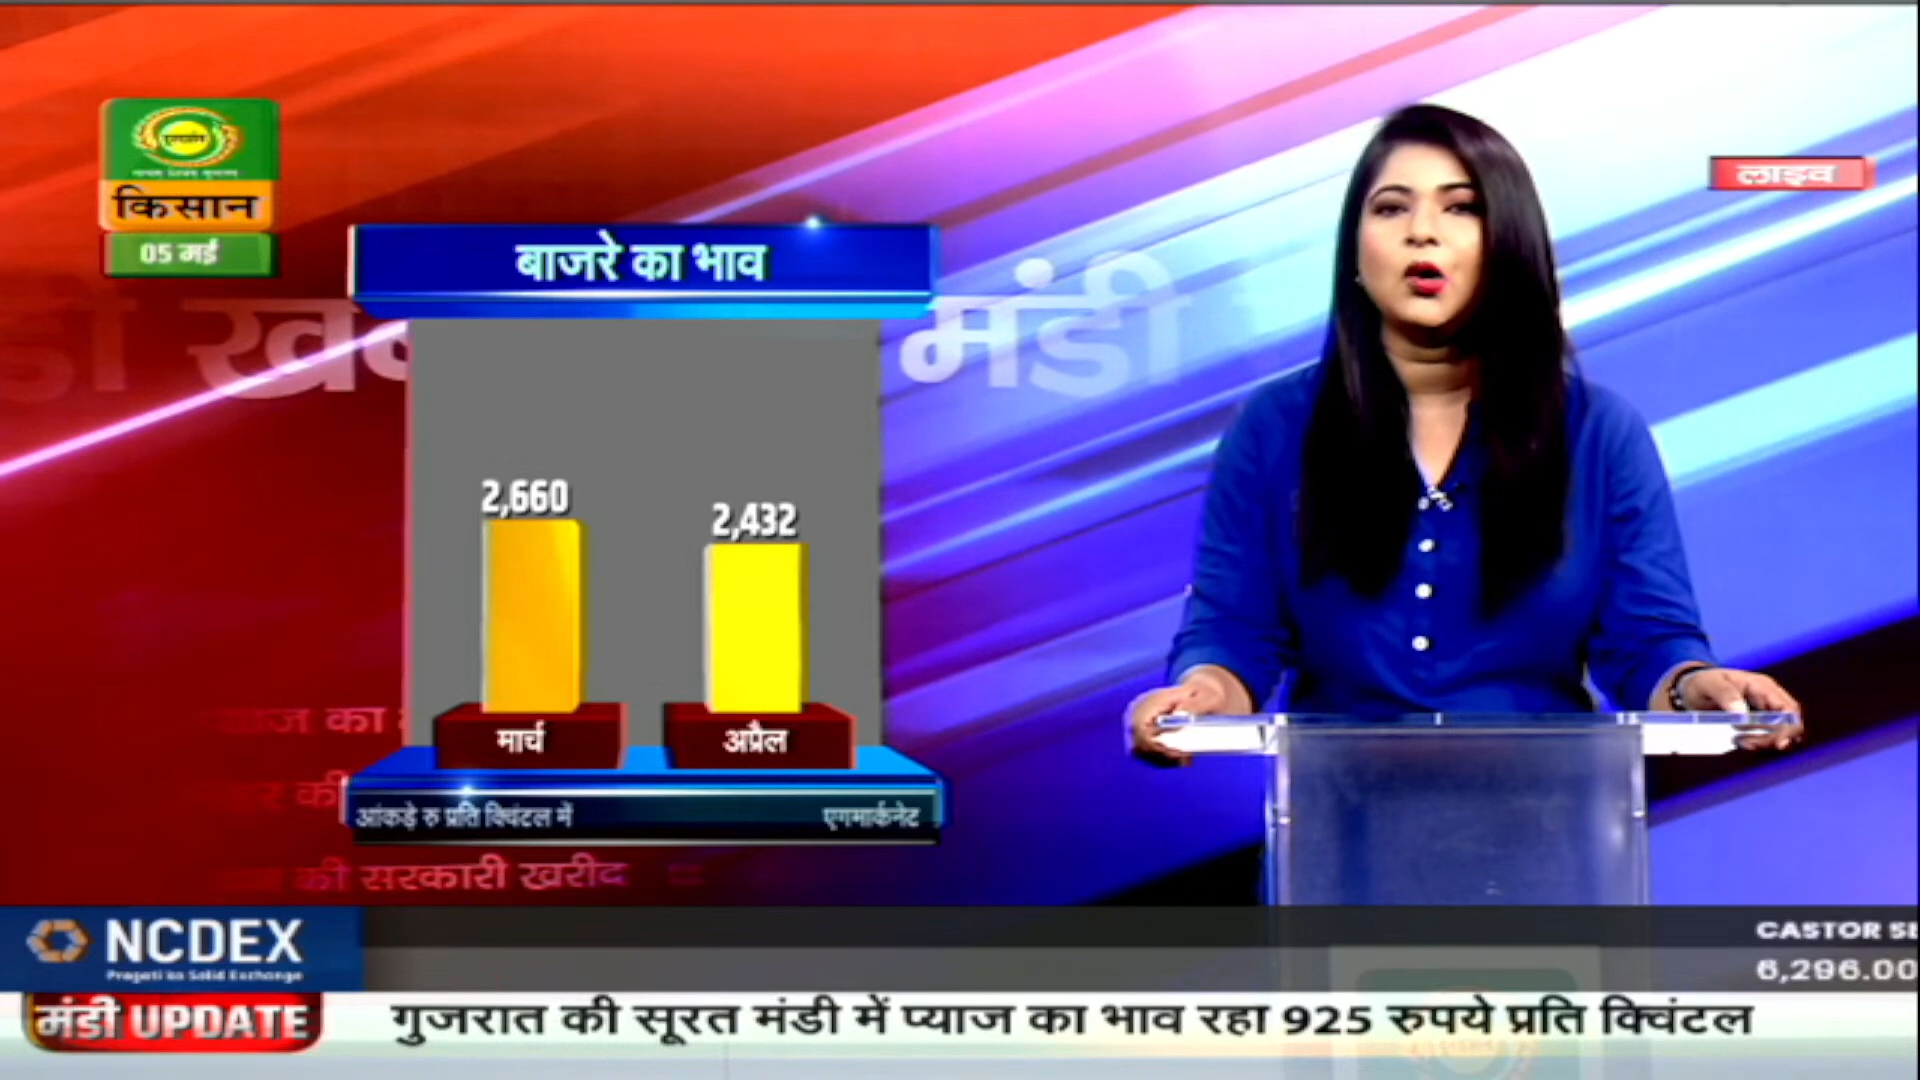 किसान
05 मई
लाइव
बाजरे का भाव
मंडी
2,660
2,432
मार्च
अप्रैल
आंकड़े रु प्रति क्विंटल में
एगमार्कनेट
की सरकारी खरीद
NCDEX
Pragati ka Solid Exchange
CASTOR SE
6,296.00
मंडी UPDATE
गुजरात की सूरत मंडी में प्याज का भाव रहा 925 रुपये प्रति क्विंटल